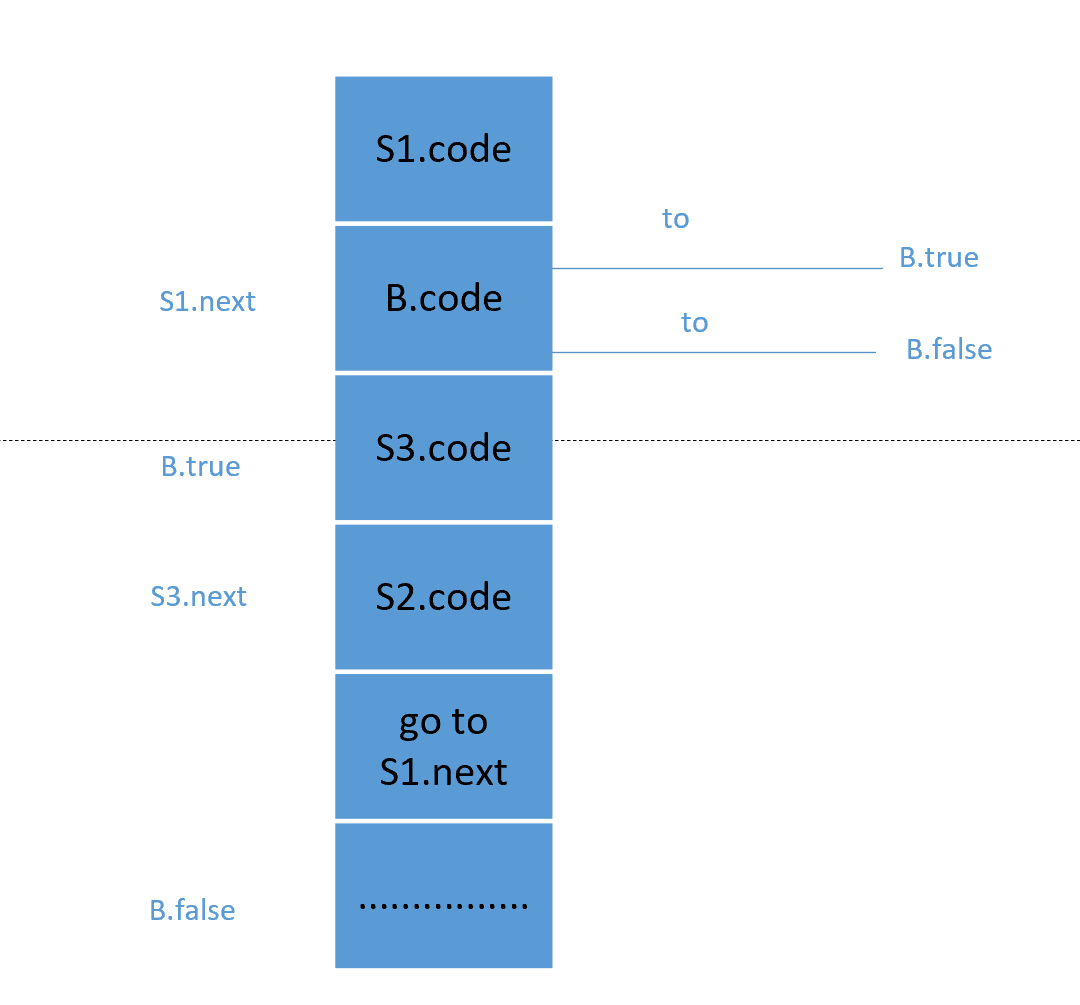 S1.code
to
B.true
S1.next
B.code
to
B.false
B.true
S3.code
S3.next
S2.code
go to
S1.next
B.false
................